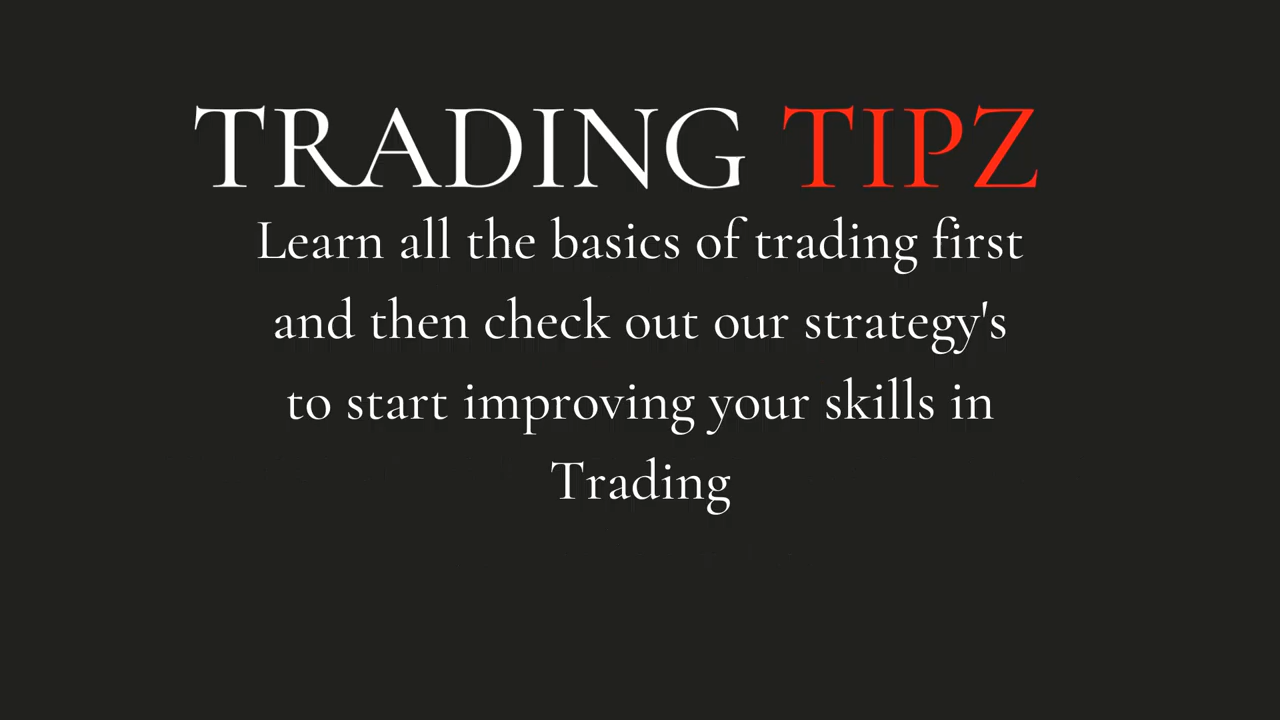 TRADING TIPZ
Learn all the basics of trading first
and then check out our strategy's
to start improving your skills in
Trading